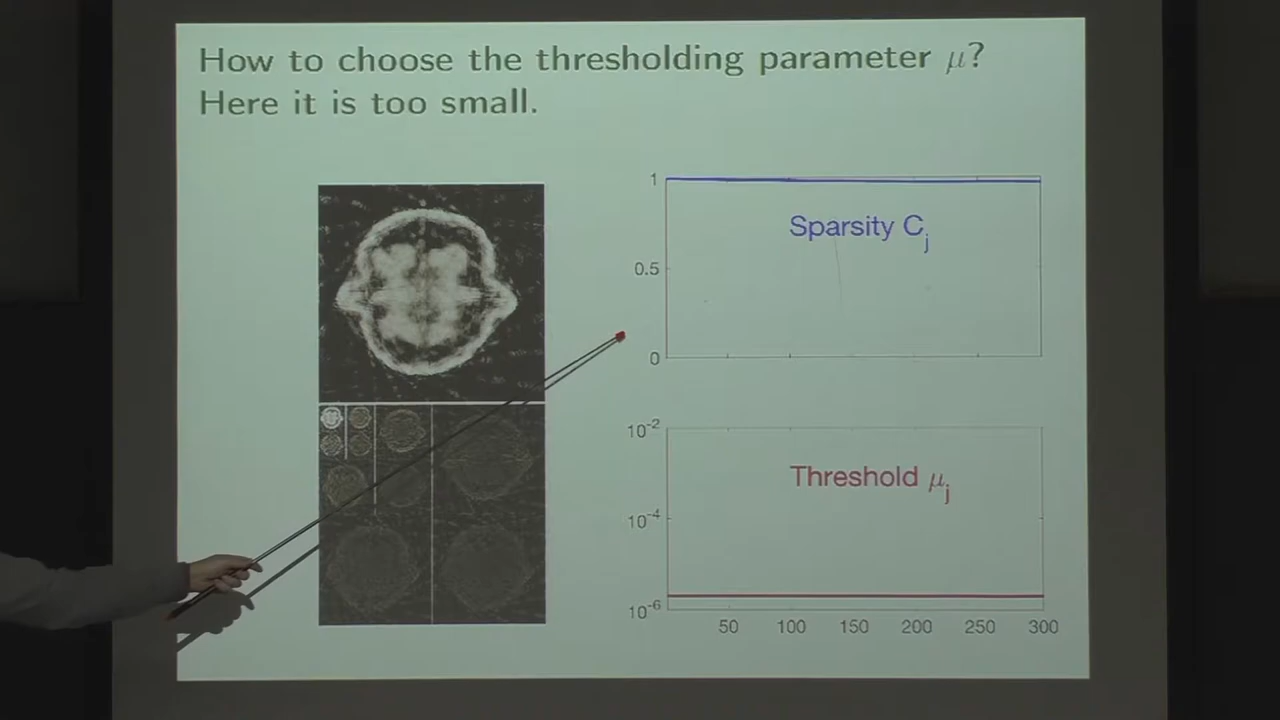 How to choose the thresholding parameter μ?
Here it is too small.
1
Sparsity C_j
0.5
0
10^-2
Threshold μ_j
10^-4
10^-6
50 100 150 200 250 300